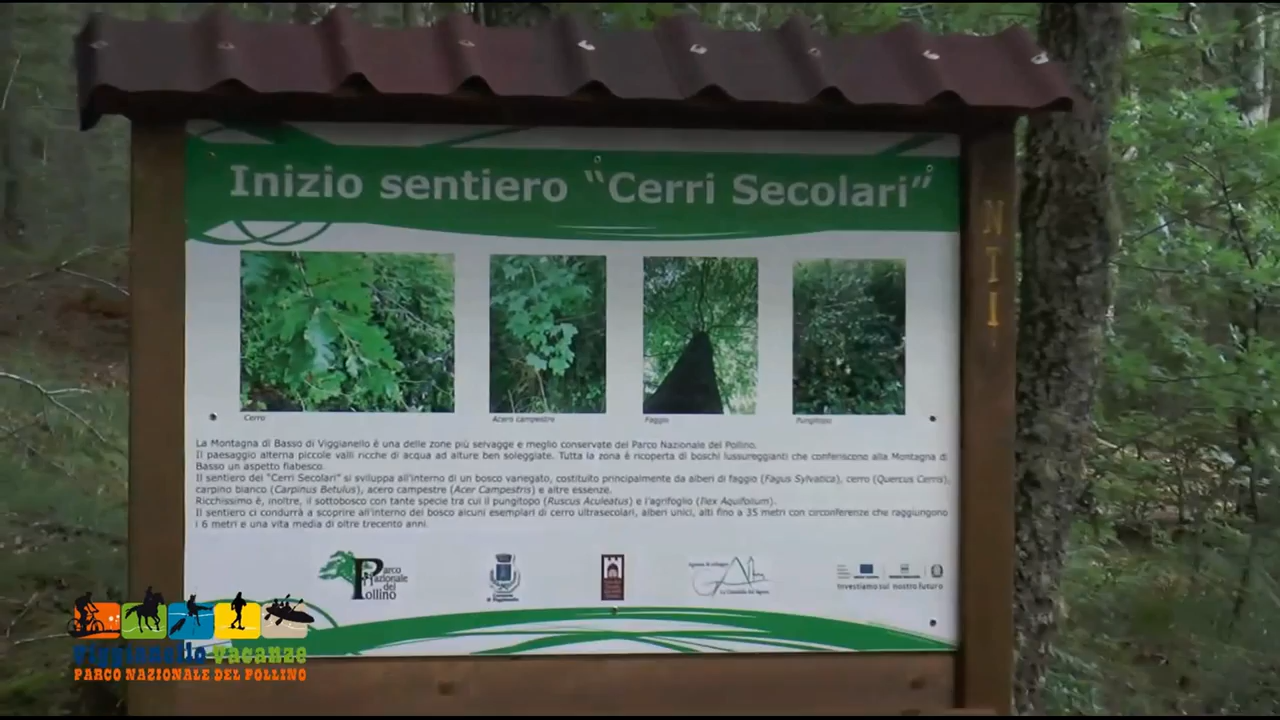 Inizio sentiero “Cerri Secolari”
NTI
Cerro
Acero campestre
Faggio
Pungitopo
La Montagna di Basso di Viggianello è una delle zone più selvagge e meglio conservate del Parco Nazionale del Pollino.
Il paesaggio alterna piccole valli ricche di acqua ad alture ben soleggiate. Tutta la zona è ricoperta di boschi lussureggianti che conferiscono alla Montagna di
Basso un aspetto fiabesco.
Il sentiero dei “Cerri Secolari” si sviluppa all'interno di un bosco variegato, costituito principalmente da alberi di faggio (Fagus Sylvatica), cerro (Quercus Cerris),
carpino bianco (Carpinus Betulus), acero campestre (Acer Campestris) e altre essenze.
Ricchissimo è, inoltre, il sottobosco con tante specie tra cui il pungitopo (Ruscus Aculeatus) e l'agrifoglio (Ilex Aquifolium).
Il sentiero ci condurrà a scoprire all'interno del bosco alcuni esemplari di cerro ultrasecolari, alberi unici, alti fino a 35 metri con circonferenze che raggiungono
i 6 metri e una vita media di oltre trecento anni.
Parco
Nazionale
del
Pollino
Comune
di Viggianello
Investiamo sul nostro futuro
Viggianello Vacanze
PARCO NAZIONALE DEL POLLINO